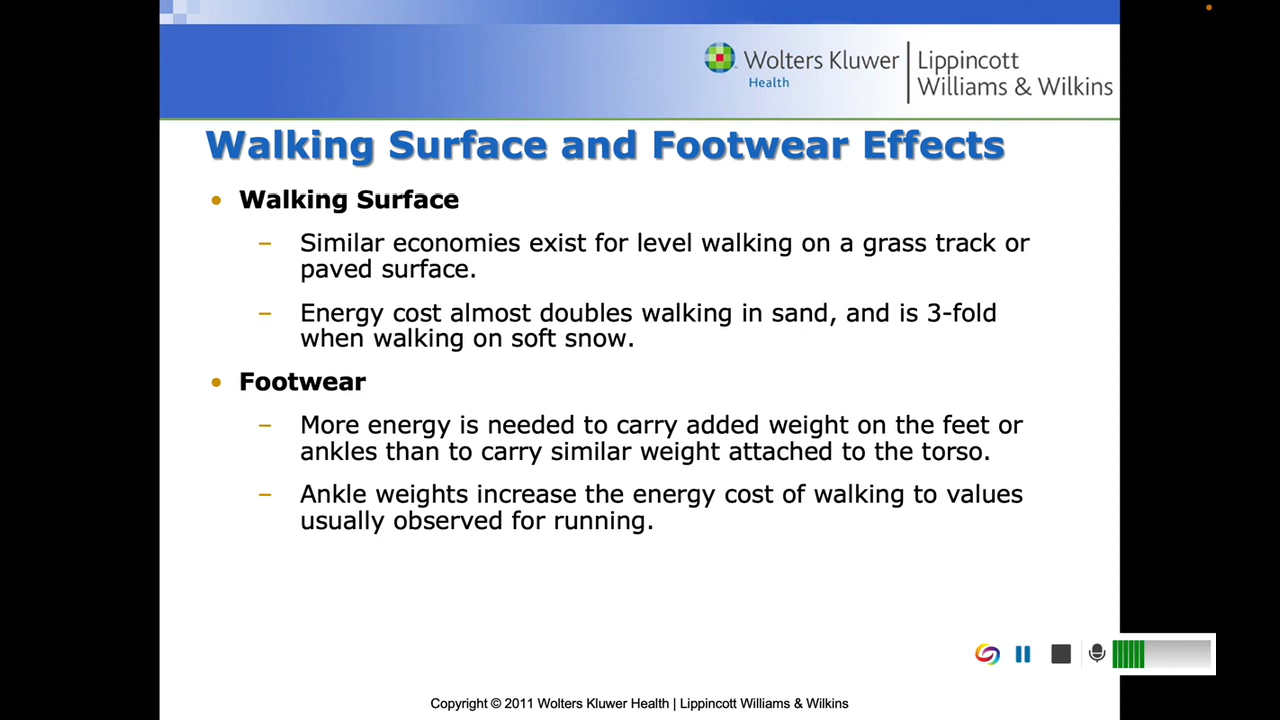 Wolters Kluwer
Health
Lippincott
Williams & Wilkins
Walking Surface and Footwear Effects
• Walking Surface
– Similar economies exist for level walking on a grass track or
paved surface.
– Energy cost almost doubles walking in sand, and is 3-fold
when walking on soft snow.
• Footwear
– More energy is needed to carry added weight on the feet or
ankles than to carry similar weight attached to the torso.
– Ankle weights increase the energy cost of walking to values
usually observed for running.
Copyright © 2011 Wolters Kluwer Health | Lippincott Williams & Wilkins